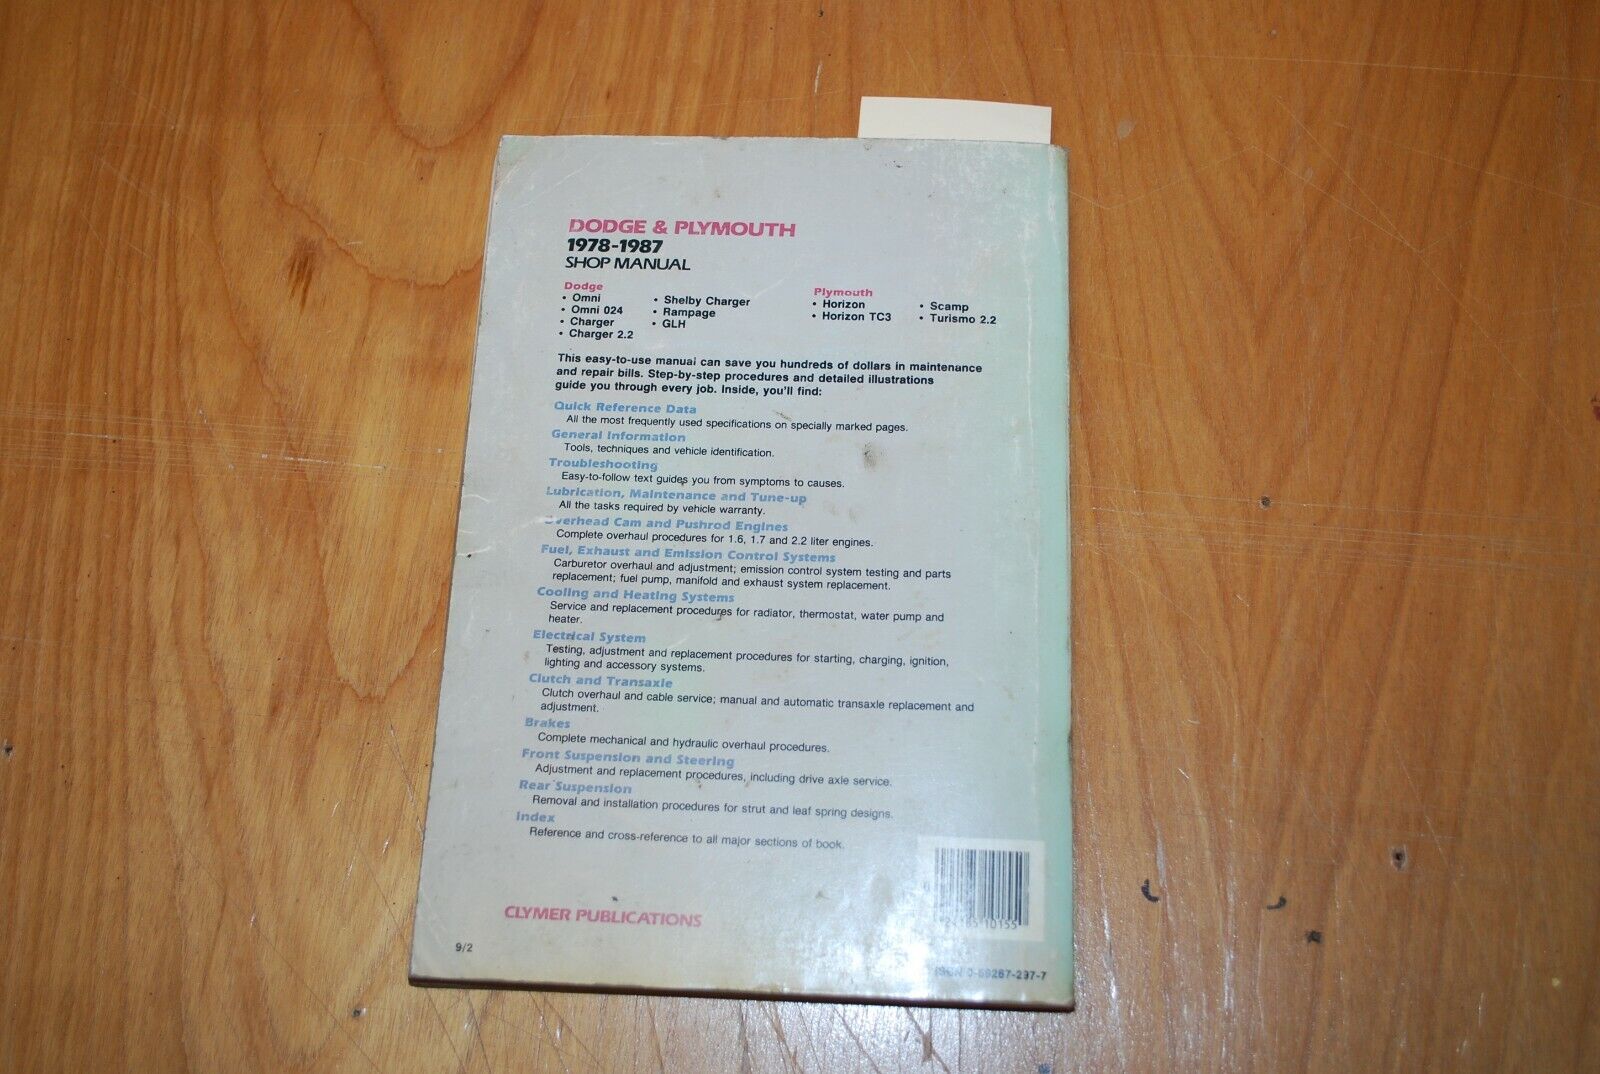 DODGE & PLYMOUTH
1978-1987
SHOP MANUAL
Dodge
• Omni
• Omni 024
• Charger
• Charger 2.2
• Shelby Charger
• Rampage
• GLH
Plymouth
• Horizon
• Horizon TC3
• Scamp
• Turismo 2.2
This easy-to-use manual can save you hundreds of dollars in maintenance
and repair bills. Step-by-step procedures and detailed illustrations
guide you through every job. Inside, you'll find:
Quick Reference Data
All the most frequently used specifications on specially marked pages.
General Information
Tools, techniques and vehicle identification.
Troubleshooting
Easy-to-follow text guides you from symptoms to causes.
Lubrication, Maintenance and Tune-up
All the tasks required by vehicle warranty.
Overhead Cam and Pushrod Engines
Complete overhaul procedures for 1.6, 1.7 and 2.2 liter engines.
Fuel, Exhaust and Emission Control Systems
Carburetor overhaul and adjustment; emission control system testing and parts
replacement; fuel pump, manifold and exhaust system replacement.
Cooling and Heating Systems
Service and replacement procedures for radiator, thermostat, water pump and
heater.
Electrical System
Testing, adjustment and replacement procedures for starting, charging, ignition,
lighting and accessory systems.
Clutch and Transaxle
Clutch overhaul and cable service; manual and automatic transaxle replacement and
adjustment.
Brakes
Complete mechanical and hydraulic overhaul procedures.
Front Suspension and Steering
Adjustment and replacement procedures, including drive axle service.
Rear Suspension
Removal and installation procedures for strut and leaf spring designs.
Index
Reference and cross-reference to all major sections of book.
10155
CLYMER PUBLICATIONS
9/2
ISBN 0-89287-297-7